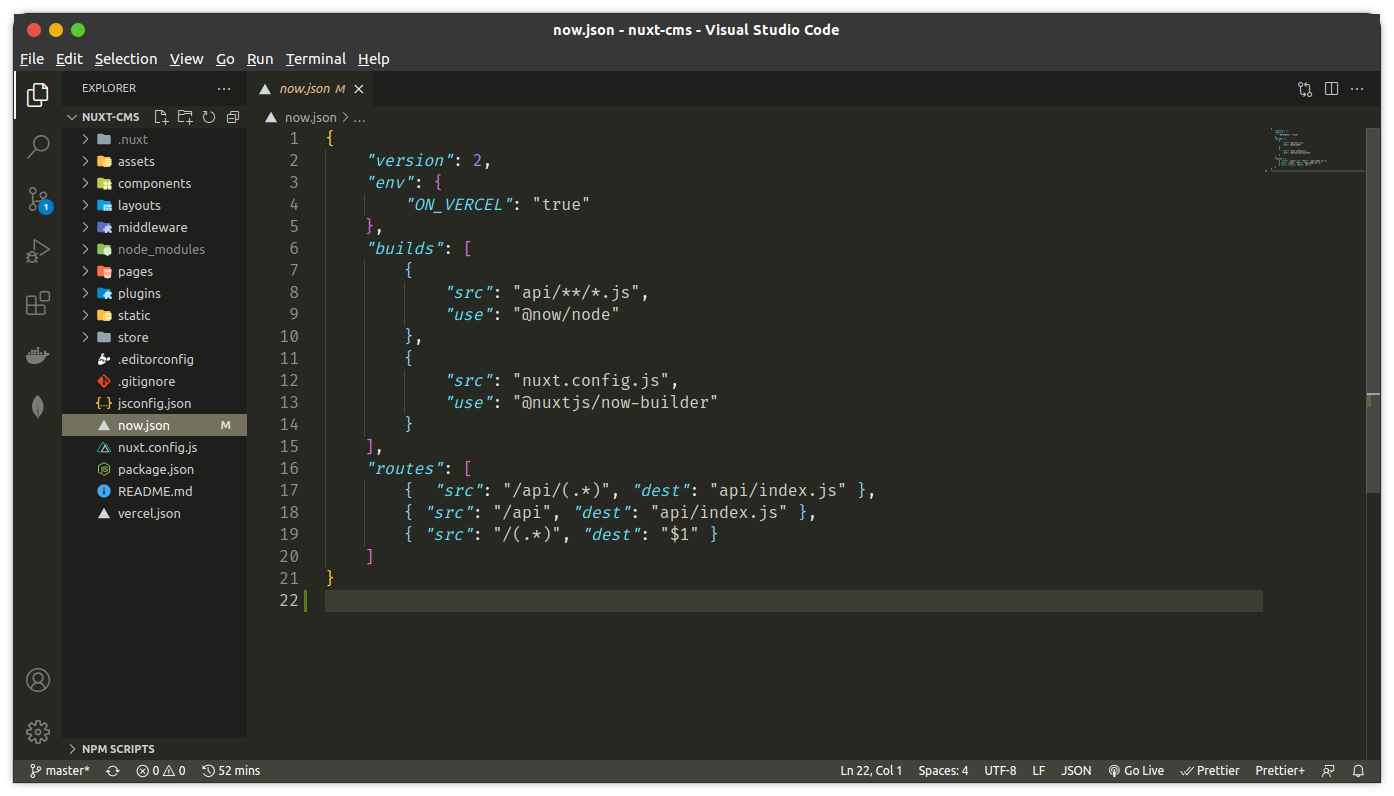 now.json - nuxt-cms - Visual Studio Code
File Edit Selection View Go Run Terminal Help
EXPLORER ···
now.json M
NUXT-CMS
now.json > ...
.nuxt
assets
components
layouts
middleware
node_modules
pages
plugins
static
store
.editorconfig
.gitignore
jsconfig.json
now.json M
nuxt.config.js
package.json
README.md
vercel.json
NPM SCRIPTS
1
1 {
2 "version": 2,
3 "env": {
4 "ON_VERCEL": "true"
5 },
6 "builds": [
7 {
8 "src": "api/**/*.js",
9 "use": "@now/node"
10 },
11 {
12 "src": "nuxt.config.js",
13 "use": "@nuxtjs/now-builder"
14 }
15 ],
16 "routes": [
17 {  "src": "/api/(.*)", "dest": "api/index.js" },
18 { "src": "/api", "dest": "api/index.js" },
19 { "src": "/(.*)", "dest": "$1" }
20 ]
21 }
22
master* 0 0 52 mins Ln 22, Col 1 Spaces: 4 UTF-8 LF JSON Go Live Prettier Prettier+